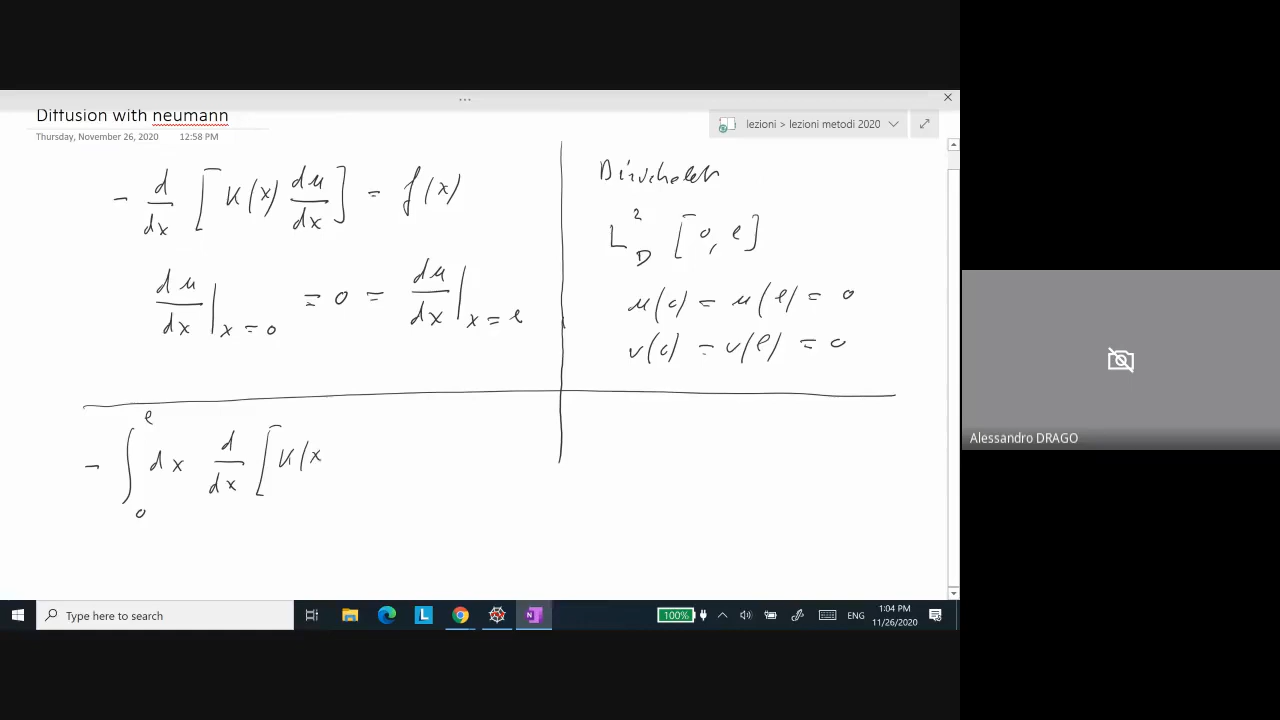 Diffusion with neumann
Thursday, November 26, 2020 12:58 PM
lezioni > lezioni metodi 2020
- d/dx [K(x) du/dx] = f(x)
du/dx |x=0 = 0 = du/dx |x=e
Dirichelet
L²D [0, e]
u(0) = u(e) = 0
v(0) = v(e) = 0
- ∫0e dx d/dx [K(x
Alessandro DRAGO
Type here to search
L
N
100%
ENG
1:04 PM
11/26/2020